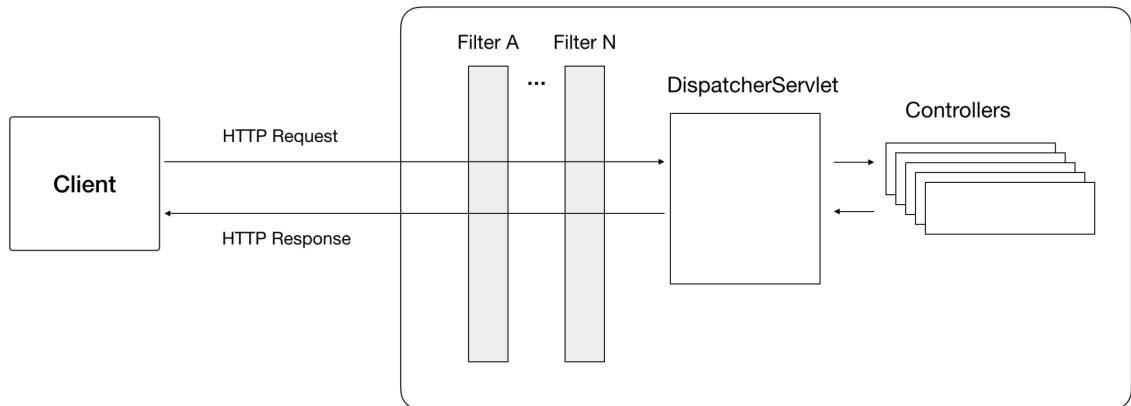 Filter A
Filter N
...
DispatcherServlet
Controllers
HTTP Request
Client
HTTP Response